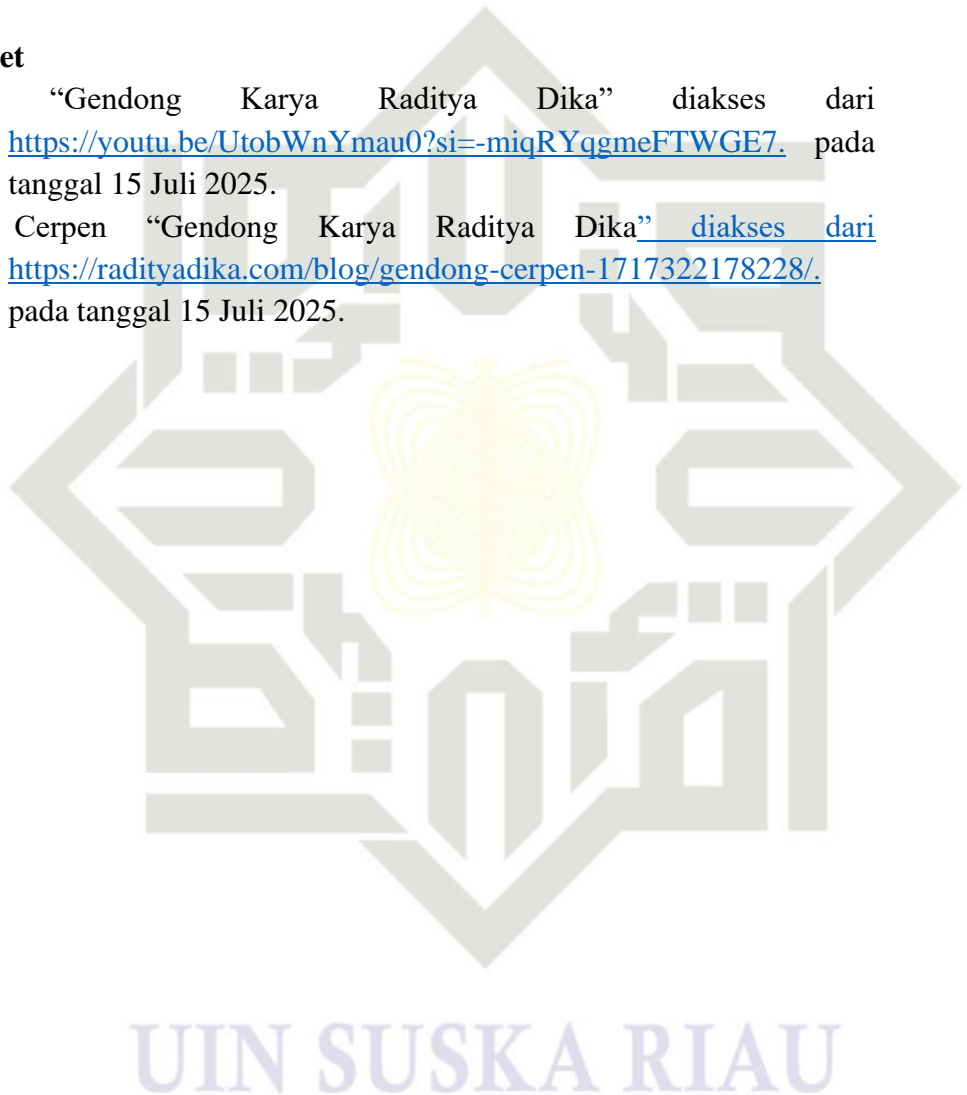 et
“Gendong Karya Raditya Dika” diakses dari
https://youtu.be/UtobWnYmau0?si=-miqRYqgmeFTWGE7. pada
tanggal 15 Juli 2025.
Cerpen “Gendong Karya Raditya Dika” diakses dari
https://radityadika.com/blog/gendong-cerpen-1717322178228/.
pada tanggal 15 Juli 2025.
UIN SUSKA RIAU